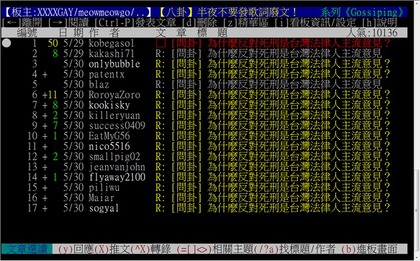 【板主:XXXXGAY/meowmeowgo/..】【八卦】半夜不要發歌詞廢文！ 系列《Gossiping》
[←]離開 [→]閱讀 [Ctrl-P]發表文章 [d]刪除 [z]精華區 [i]看板資訊/設定 [h]說明
編號 日 期 作 者 文 章 標 題 人氣:10136
1 50 5/29 kobegasol □ [問卦] 為什麼反對死刑是台灣法律人主流意見？
2 8 5/29 kakashi71 R: [問卦] 為什麼反對死刑是台灣法律人主流意見？
3 5/30 onlybubble R: [問卦] 為什麼反對死刑是台灣法律人主流意見？
4 + 5/30 patentx R: [問卦] 為什麼反對死刑是台灣法律人主流意見？
5 5/30 blaz R: [問卦] 為什麼反對死刑是台灣法律人主流意見？
6 +11 5/30 RoroyaZoro R: [問卦] 為什麼反對死刑是台灣法律人主流意見？
7 8 5/30 kookisky R: [問卦] 為什麼反對死刑是台灣法律人主流意見？
8 + 2 5/30 killeryuan R: [問卦] 為什麼反對死刑是台灣法律人主流意見？
9 + 7 5/30 success0409 R: [問卦] 為什麼反對死刑是台灣法律人主流意見？
10 + 1 5/30 EatMyG56 R: [問卦] 為什麼反對死刑是台灣法律人主流意見？
11 + 5/30 nico5516 R: [問卦] 為什麼反對死刑是台灣法律人主流意見？
12 + 2 5/30 smallpig02 R: [問卦] 為什麼反對死刑是台灣法律人主流意見？
13 + 5/30 jeanvanjohn R: [問卦] 為什麼反對死刑是台灣法律人主流意見？
14 + 1 5/30 flyaway2100 R: [問卦] 為什麼反對死刑是台灣法律人主流意見？
15 + 5/30 piliwu R: [問卦] 為什麼反對死刑是台灣法律人主流意見？
16 + 5/30 Maiar R: [問卦] 為什麼反對死刑是台灣法律人主流意見？
17 + 5/30 sogyal R: [問卦] 為什麼反對死刑是台灣法律人主流意見？
文章選讀 (y)回應(X)推文(^X)轉錄 (=[]<>)相關主題(/?a)找標題/作者 (b)進板畫面